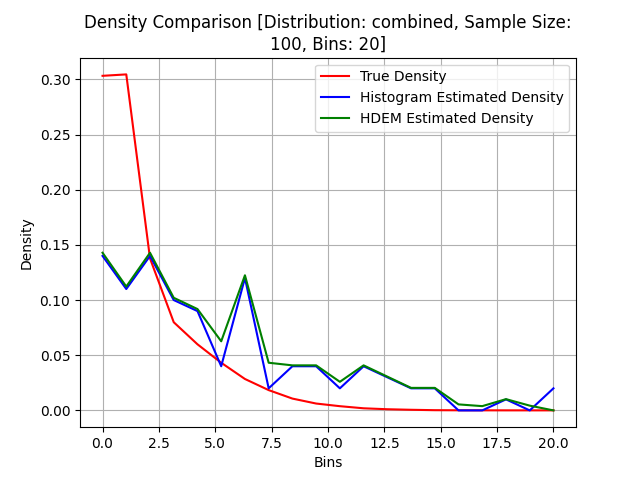 Density Comparison [Distribution: combined, Sample Size:
100, Bins: 20]
True Density
Histogram Estimated Density
HDEM Estimated Density
Density
0.30
0.25
0.20
0.15
0.10
0.05
0.00
0.0 2.5 5.0 7.5 10.0 12.5 15.0 17.5 20.0
Bins